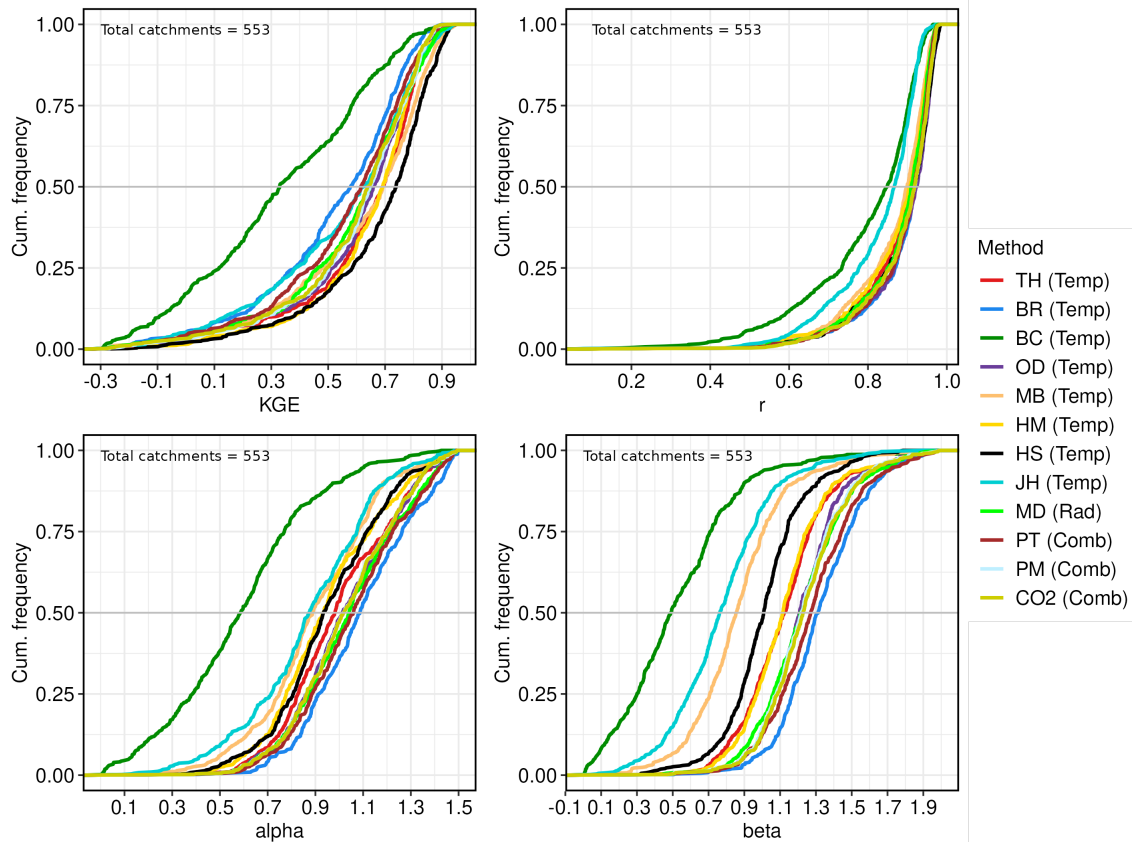 Total catchments = 553
1.00
0.75
0.50
0.25
0.00
Cum. frequency
-0.3 -0.1 0.1 0.3 0.5 0.7 0.9
KGE
Total catchments = 553
1.00
0.75
0.50
0.25
0.00
Cum. frequency
0.2 0.4 0.6 0.8 1.0
r
Total catchments = 553
1.00
0.75
0.50
0.25
0.00
Cum. frequency
0.1 0.3 0.5 0.7 0.9 1.1 1.3 1.5
alpha
Total catchments = 553
1.00
0.75
0.50
0.25
0.00
Cum. frequency
-0.1 0.1 0.3 0.5 0.7 0.9 1.1 1.3 1.5 1.7 1.9
beta
Method
TH (Temp)
BR (Temp)
BC (Temp)
OD (Temp)
MB (Temp)
HM (Temp)
HS (Temp)
JH (Temp)
MD (Rad)
PT (Comb)
PM (Comb)
CO2 (Comb)